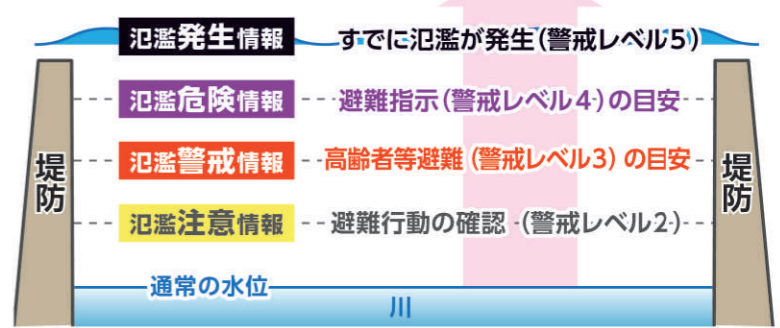 氾濫発生情報 すでに氾濫が発生(警戒レベル5)
氾濫危険情報 避難指示(警戒レベル4)の目安
氾濫警戒情報 高齢者等避難(警戒レベル3)の目安
堤防 堤防
氾濫注意情報 避難行動の確認(警戒レベル2)
通常の水位
川